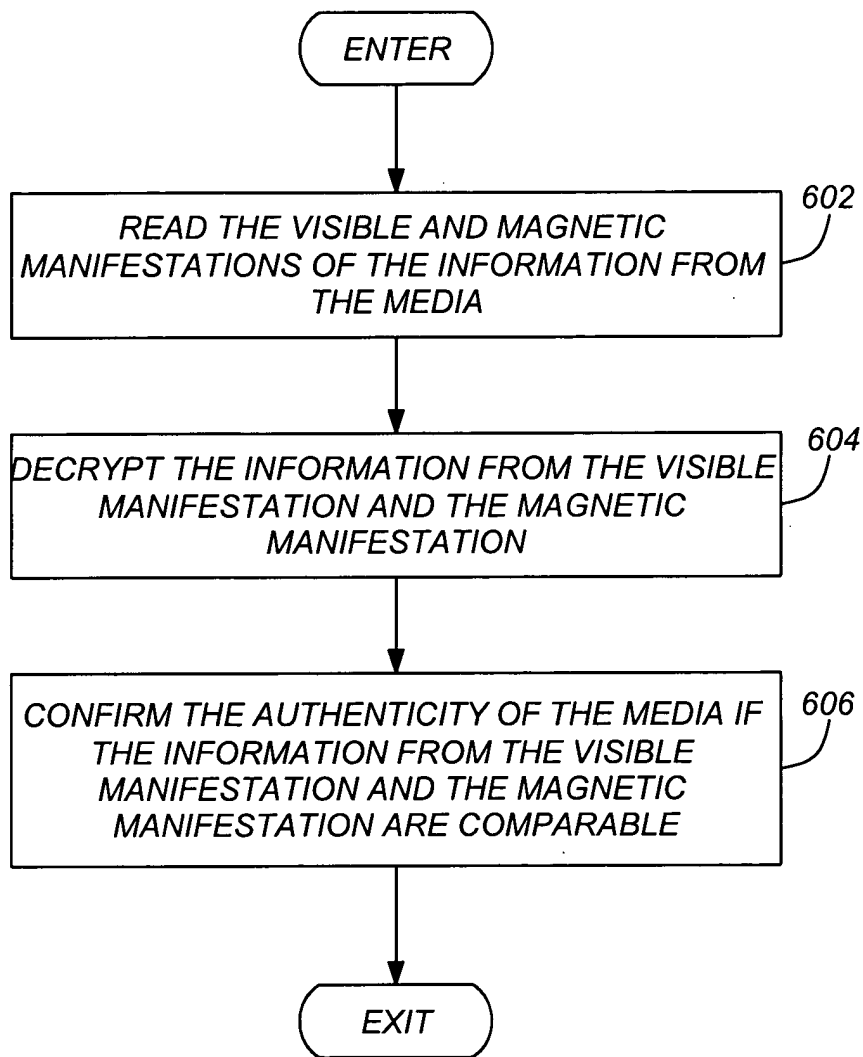 ENTER
602
READ THE VISIBLE AND MAGNETIC
MANIFESTATIONS OF THE INFORMATION FROM
THE MEDIA
604
DECRYPT THE INFORMATION FROM THE VISIBLE
MANIFESTATION AND THE MAGNETIC
MANIFESTATION
606
CONFIRM THE AUTHENTICITY OF THE MEDIA IF
THE INFORMATION FROM THE VISIBLE
MANIFESTATION AND THE MAGNETIC
MANIFESTATION ARE COMPARABLE
EXIT